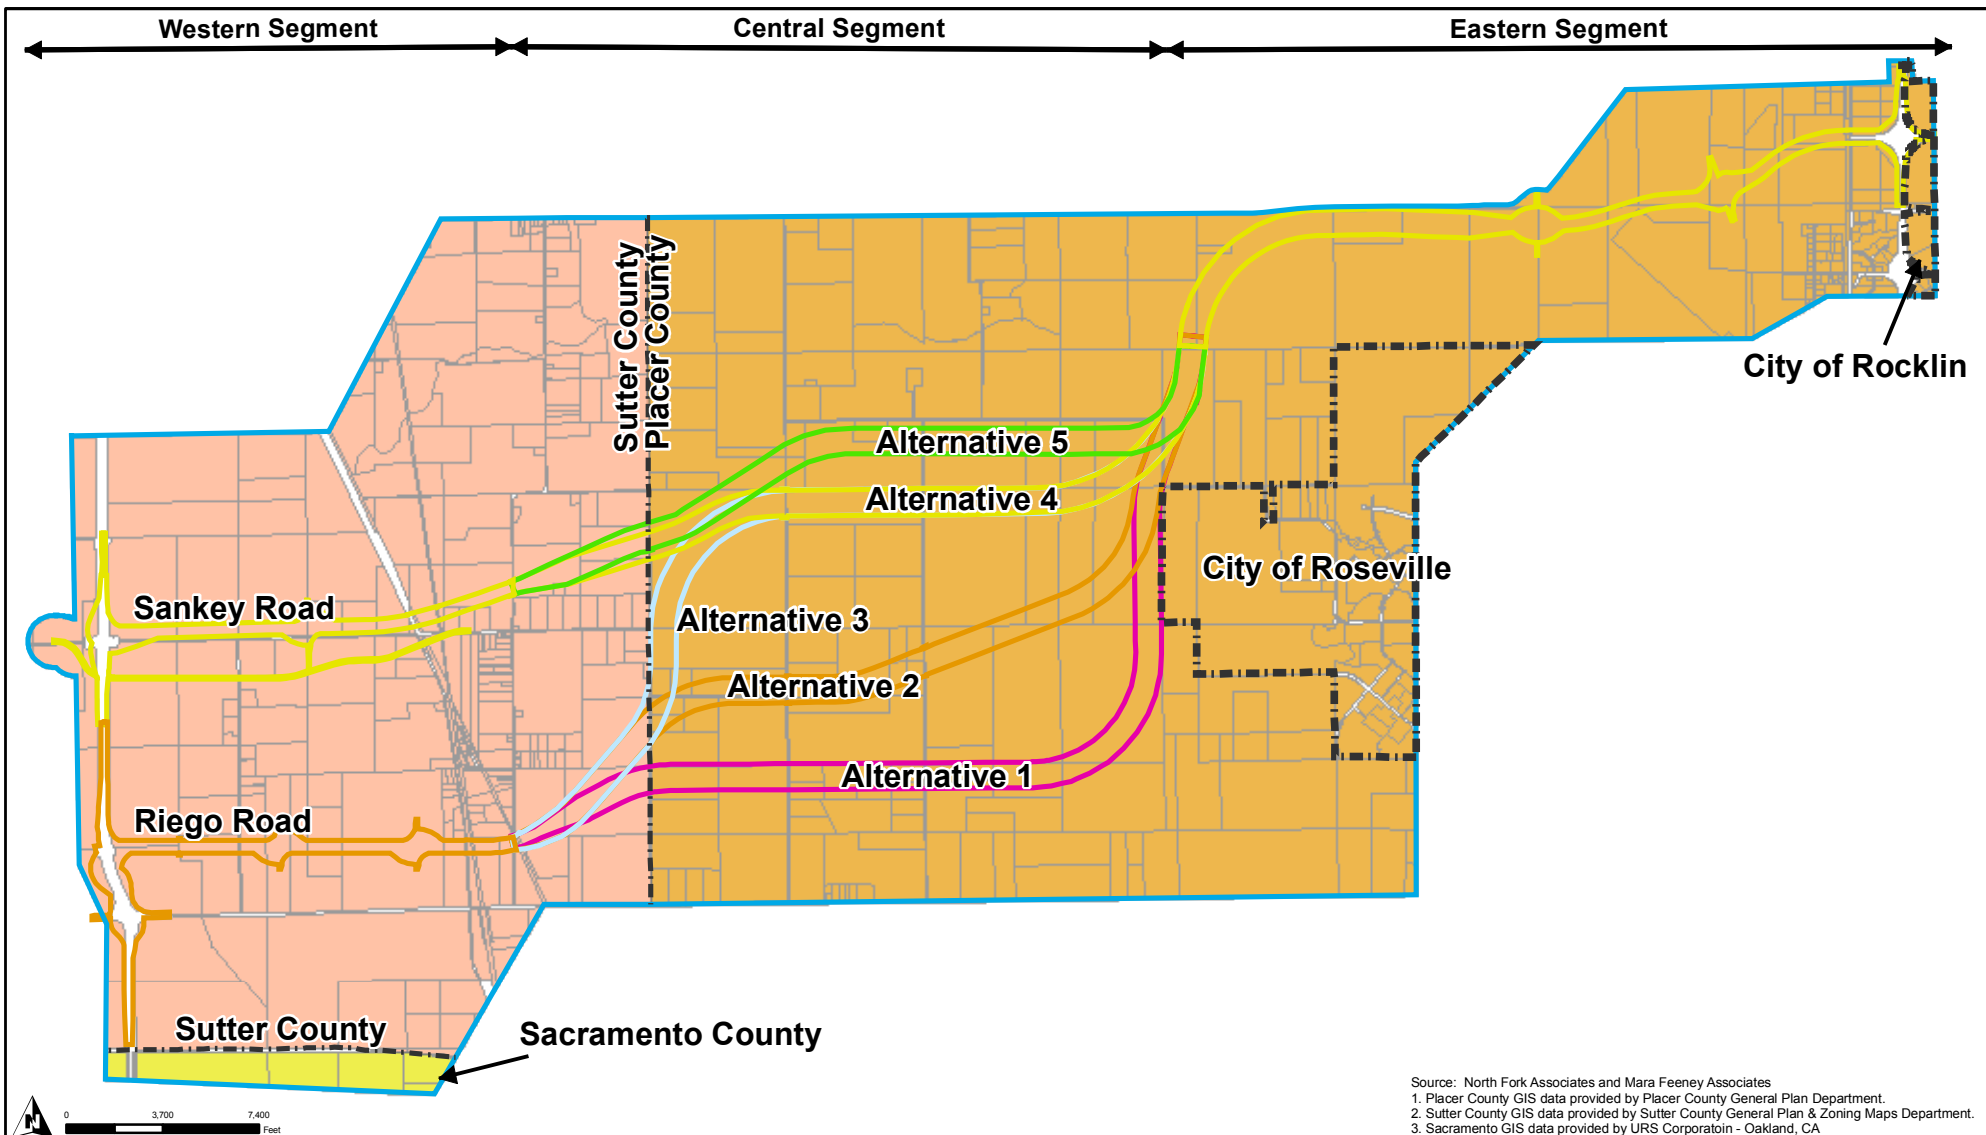 Western Segment
Central Segment
Eastern Segment
Sutter County
Placer County
City of Rocklin
Alternative 5
Alternative 4
City of Roseville
Sankey Road
Alternative 3
Alternative 2
Alternative 1
Riego Road
Sutter County
Sacramento County
N
0 3,700 7,400
Feet
Source: North Fork Associates and Mara Feeney Associates
1. Placer County GIS data provided by Placer County General Plan Department.
2. Sutter County GIS data provided by Sutter County General Plan & Zoning Maps Department.
3. Sacramento GIS data provided by URS Corporatoin - Oakland, CA